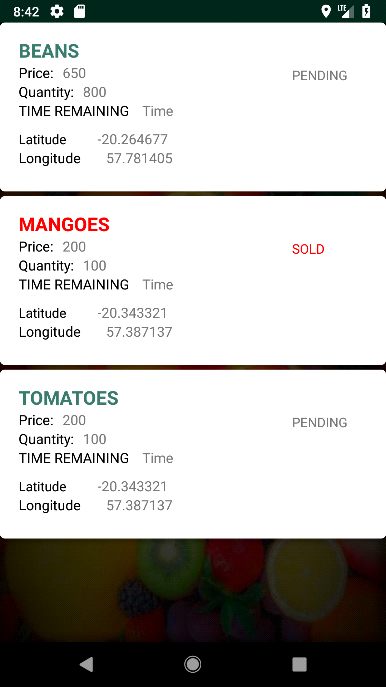 8:42 LTE
BEANS
Price: 650
PENDING
Quantity: 800
TIME REMAINING Time
Latitude -20.264677
Longitude 57.781405
MANGOES
Price: 200
SOLD
Quantity: 100
TIME REMAINING Time
Latitude -20.343321
Longitude 57.387137
TOMATOES
Price: 200
PENDING
Quantity: 100
TIME REMAINING Time
Latitude -20.343321
Longitude 57.387137